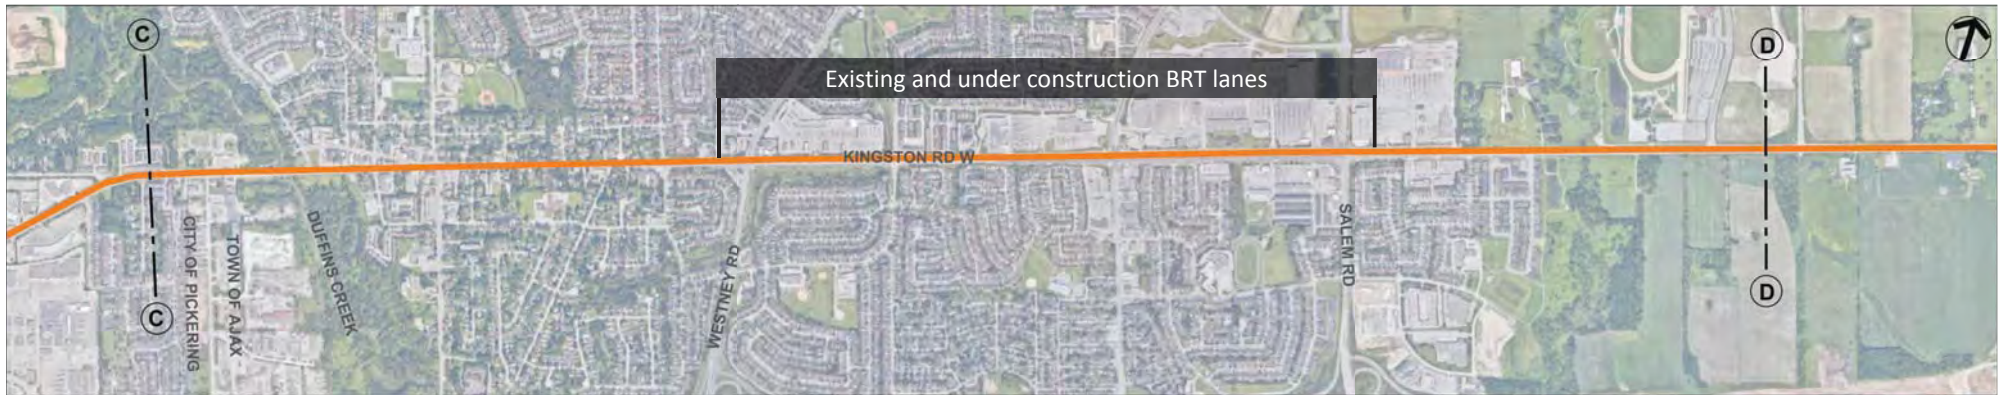 C
D
Existing and under construction BRT lanes
KINGSTON RD W
CITY OF PICKERING
TOWN OF AJAX
DUFFINS CREEK
WESTNEY RD
SALEM RD
C
D